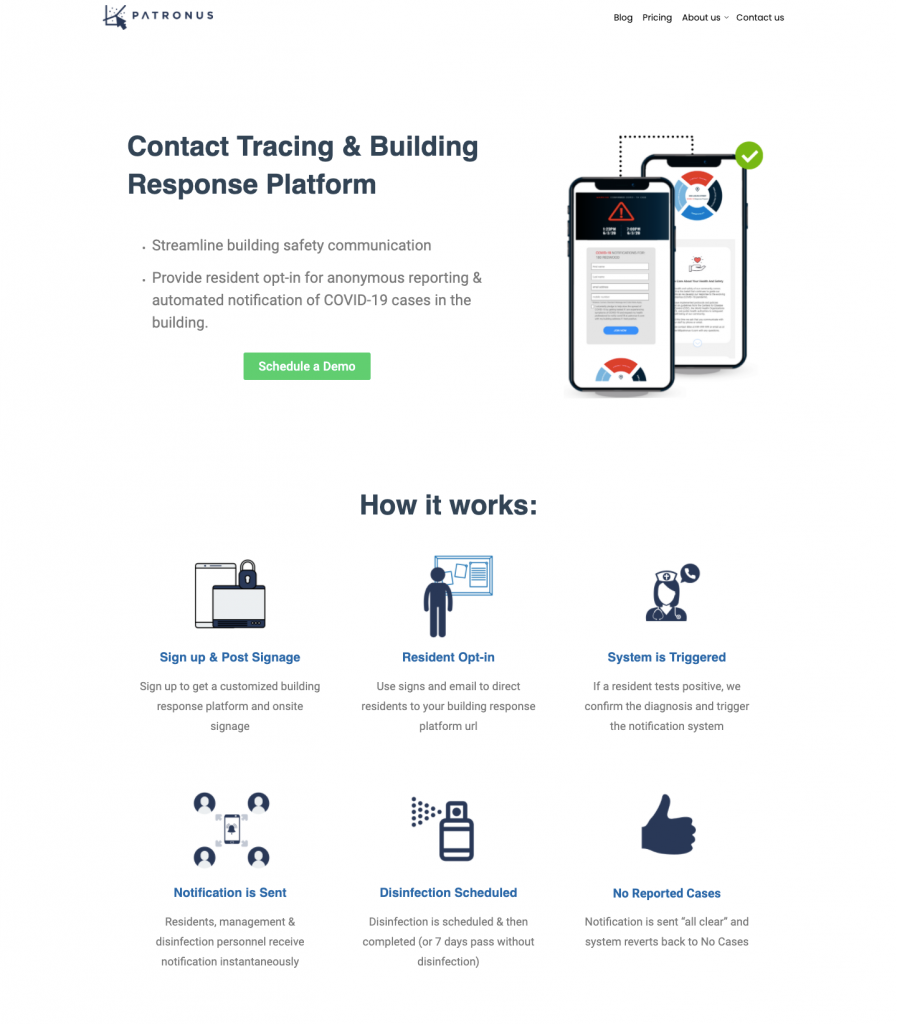 PATRONUS
Blog Pricing About us Contact us
Contact Tracing & Building
Response Platform
• Streamline building safety communication
• Provide resident opt-in for anonymous reporting &
automated notification of COVID-19 cases in the
building.
Schedule a Demo
How it works:
Sign up & Post Signage
Sign up to get a customized building
response platform and onsite
signage
Resident Opt-in
Use signs and email to direct
residents to your building response
platform url
System is Triggered
If a resident tests positive, we
confirm the diagnosis and trigger
the notification system
Notification is Sent
Residents, management &
disinfection personnel receive
notification instantaneously
Disinfection Scheduled
Disinfection is scheduled & then
completed (or 7 days pass without
disinfection)
No Reported Cases
Notification is sent “all clear” and
system reverts back to No Cases